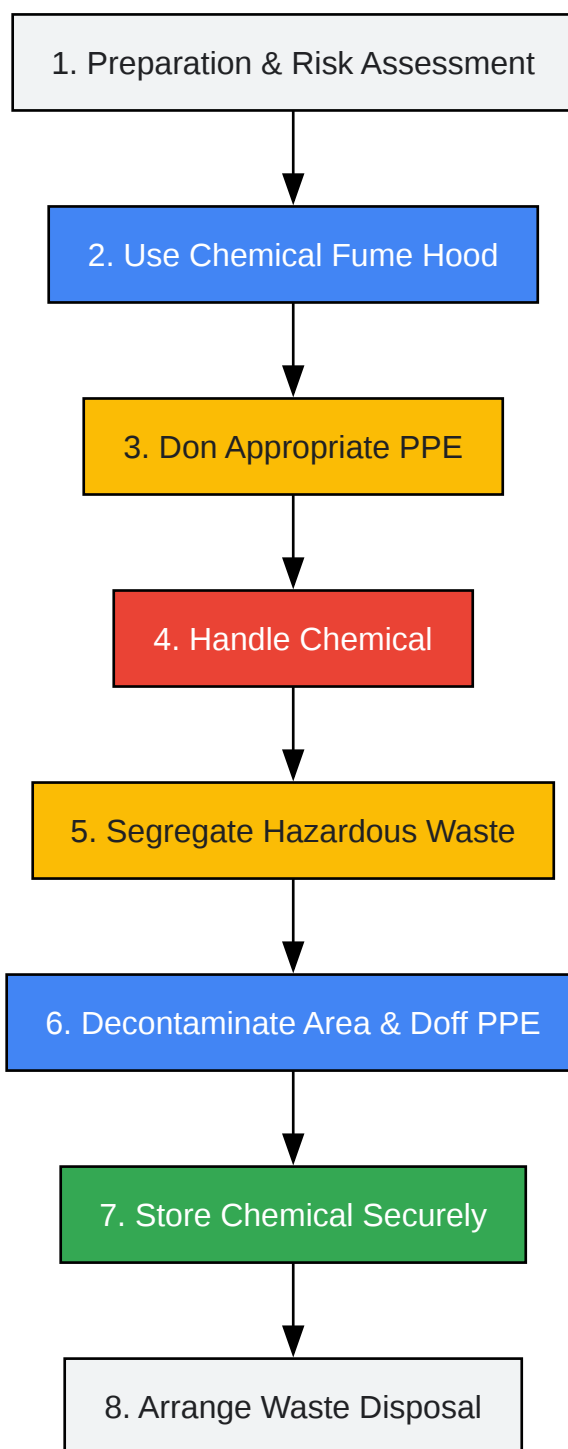 1. Preparation & Risk Assessment
2. Use Chemical Fume Hood
3. Don Appropriate PPE
4. Handle Chemical
5. Segregate Hazardous Waste
6. Decontaminate Area & Doff PPE
7. Store Chemical Securely
8. Arrange Waste Disposal